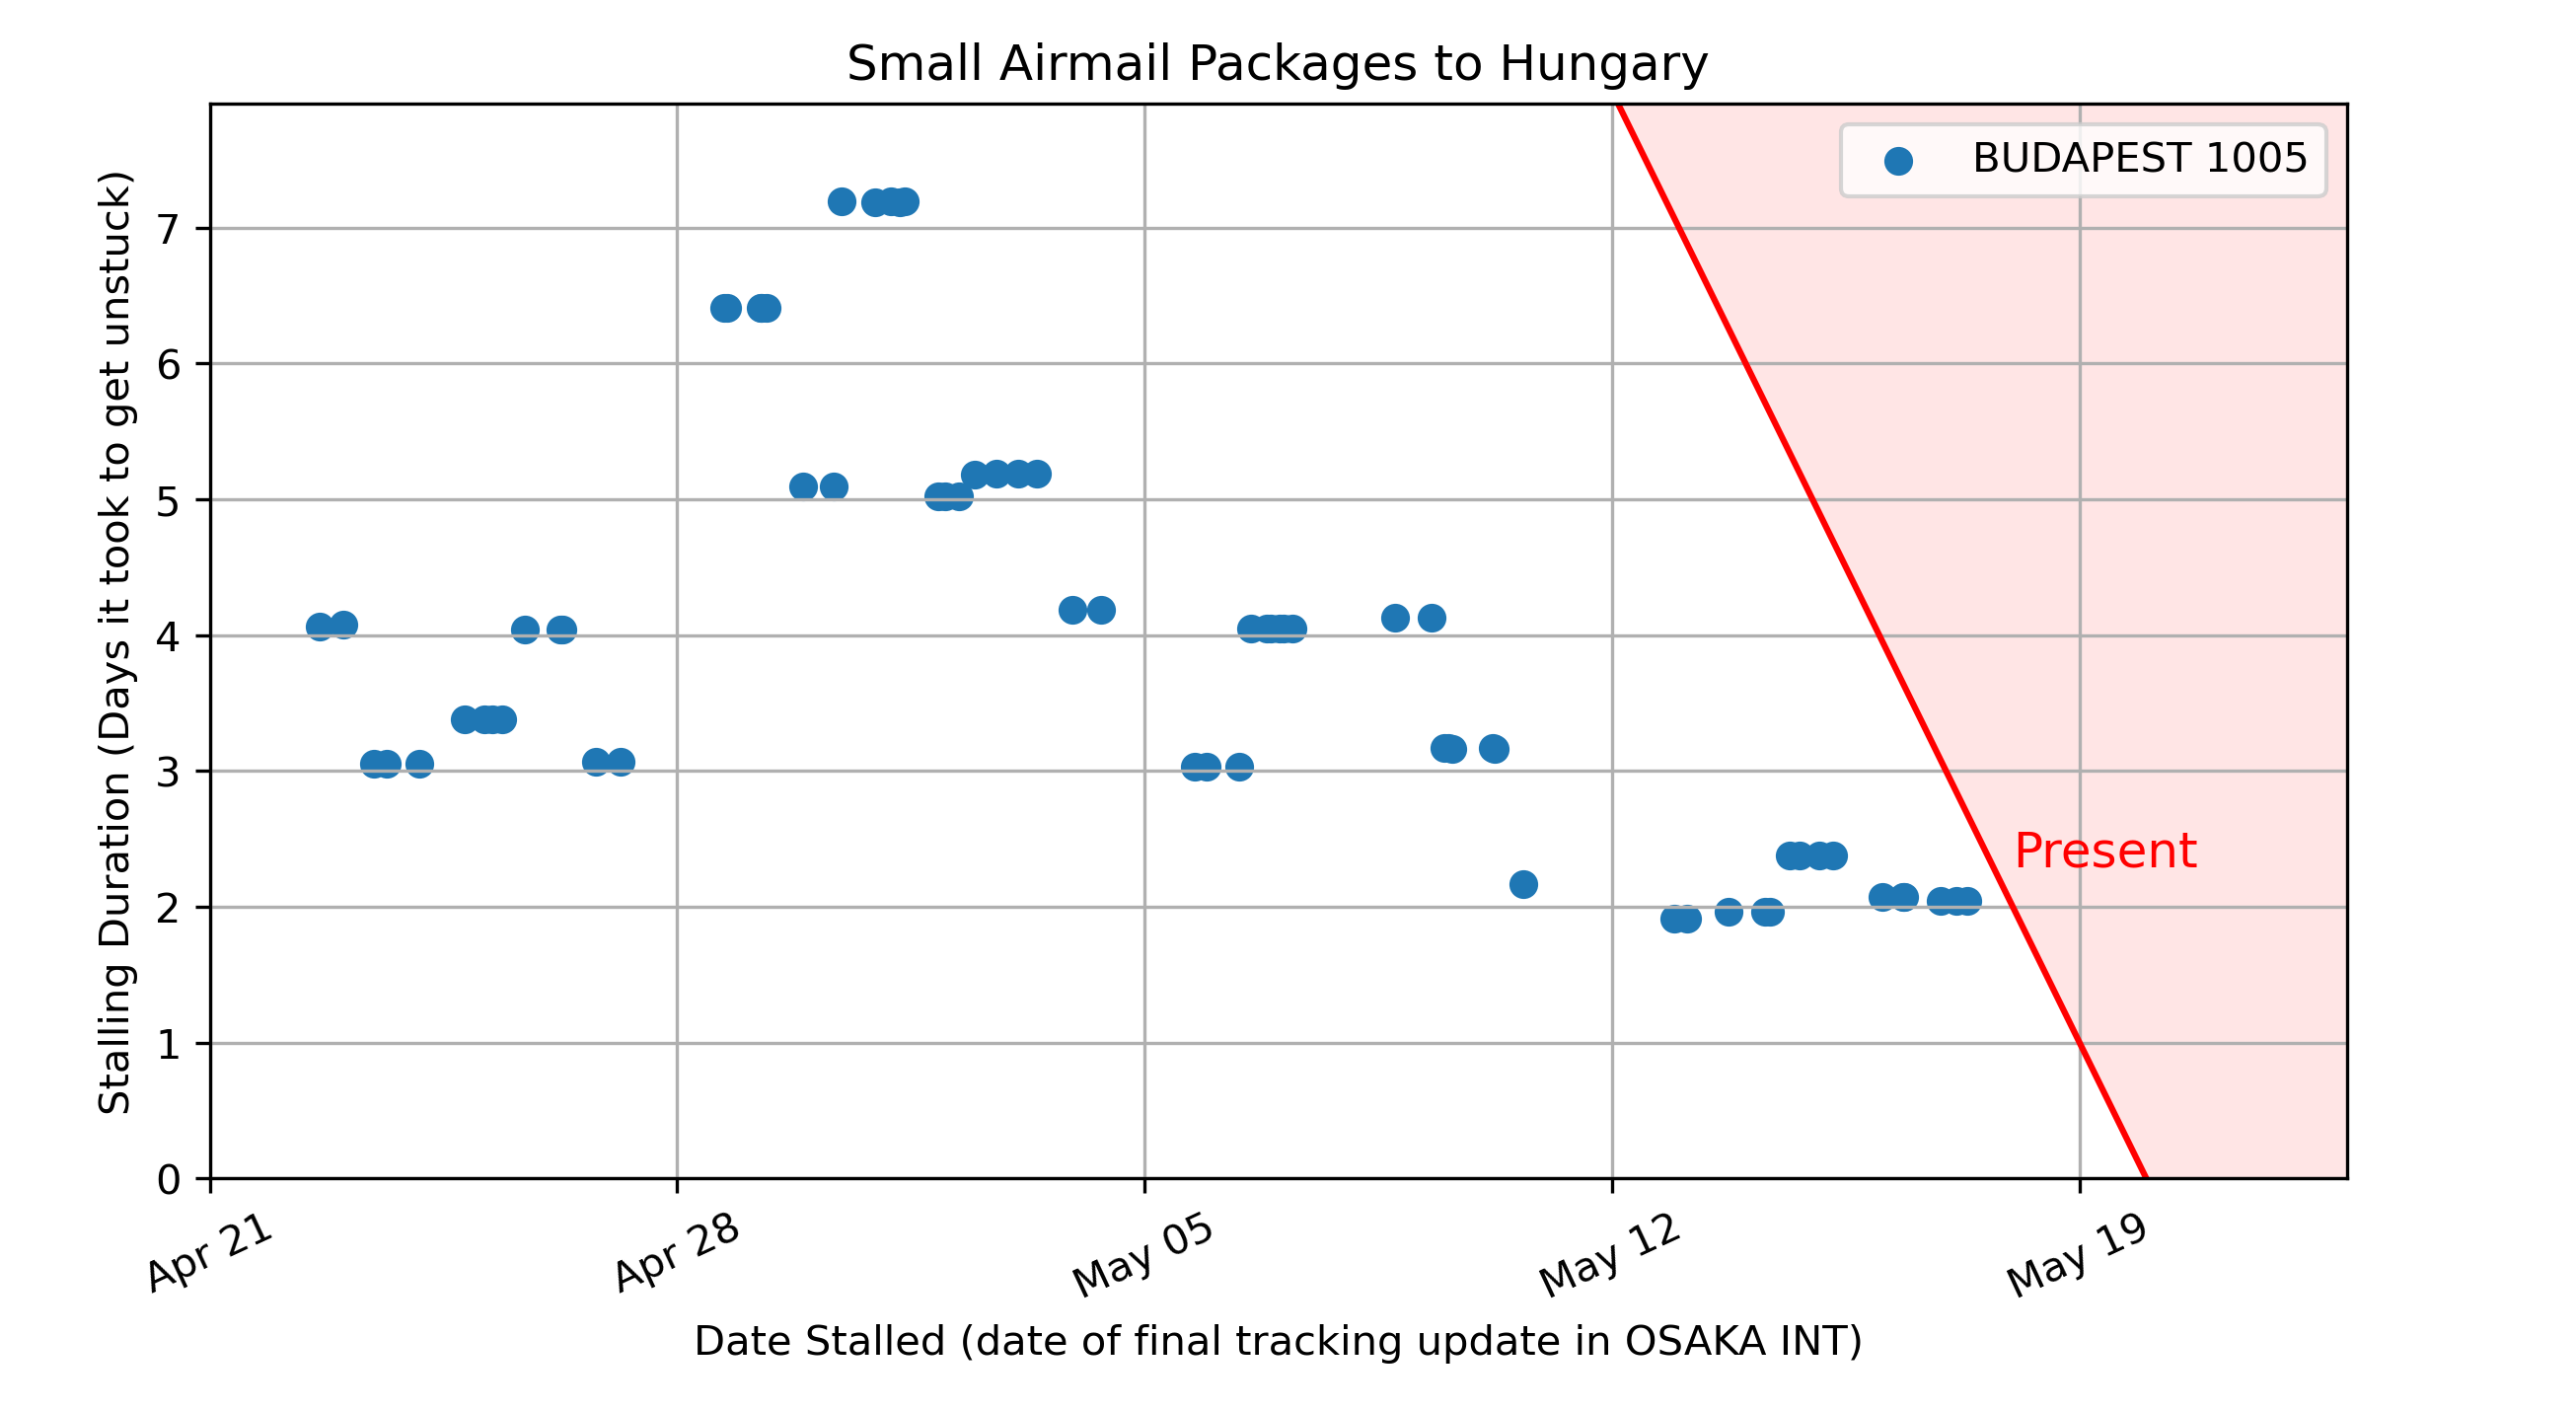 Small Airmail Packages to Hungary
BUDAPEST 1005
Stalling Duration (Days it took to get unstuck)
7
6
5
4
3
2
1
0
Present
Apr 21
Apr 28
May 05
May 12
May 19
Date Stalled (date of final tracking update in OSAKA INT)